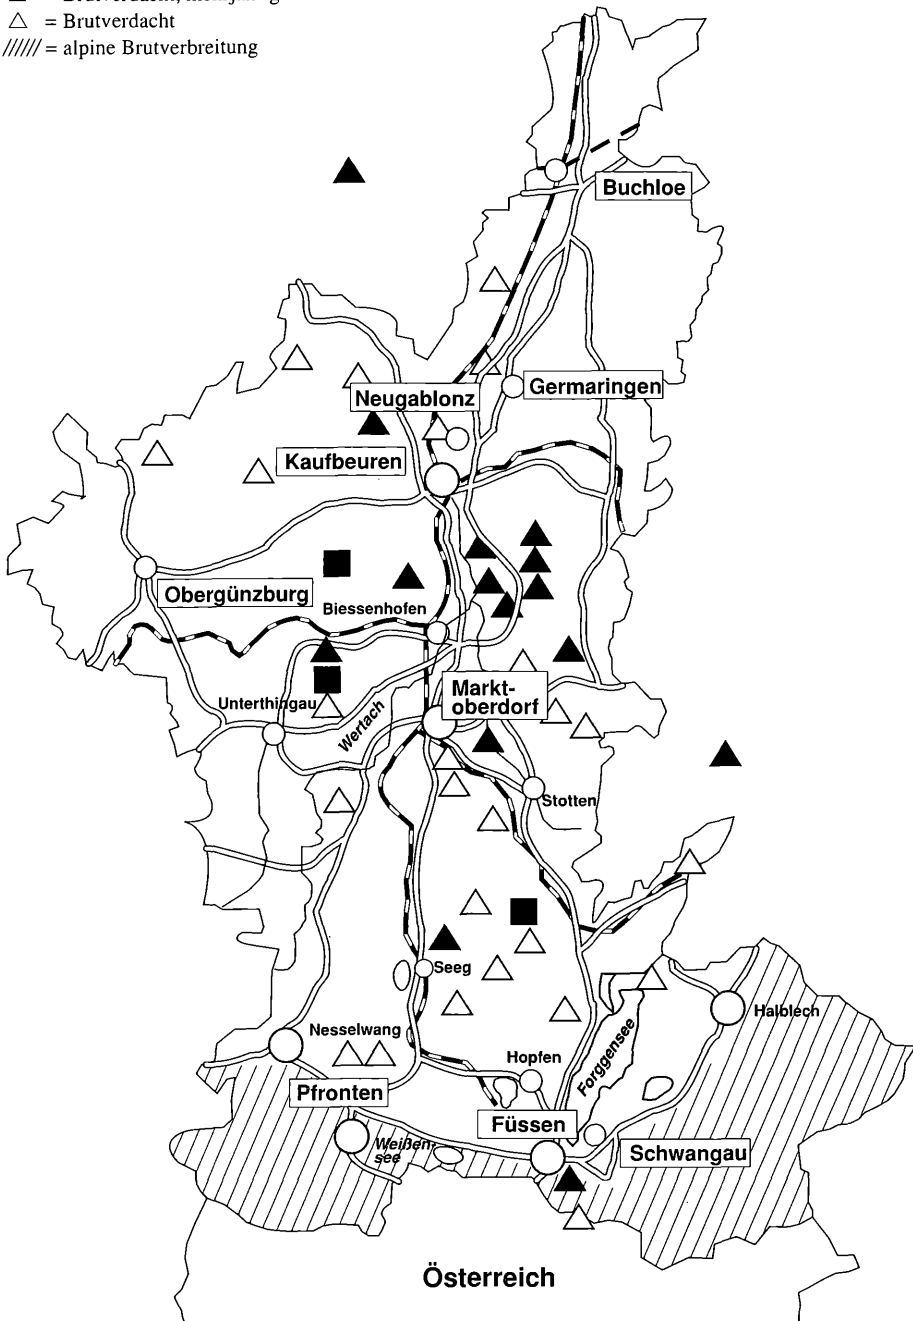 △ = Brutverdacht
////// = alpine Brutverbreitung
Buchloe
Germaringen
Neugablonz
Kaufbeuren
Obergünzburg
Biessenhofen
Markt-
oberdorf
Unterthingau
Wertach
Stotten
Seeg
Halblech
Nesselwang
Hopfen
Forggensee
Pfronten
Füssen
Weißen-
see
Schwangau
Österreich